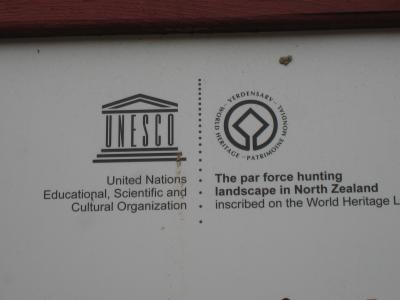 UNESCO
United Nations
Educational, Scientific and
Cultural Organization
VERDENSARV · MONDIAL
WORLD HERITAGE · PATRIMOINE
The par force hunting
landscape in North Zealand
inscribed on the World Heritage L